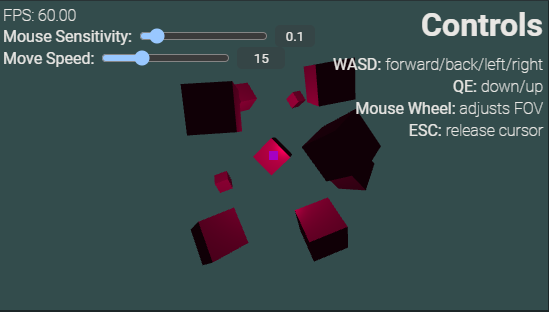 FPS: 60.00
Mouse Sensitivity: 0.1
Move Speed: 15
Controls
WASD: forward/back/left/right
QE: down/up
Mouse Wheel: adjusts FOV
ESC: release cursor